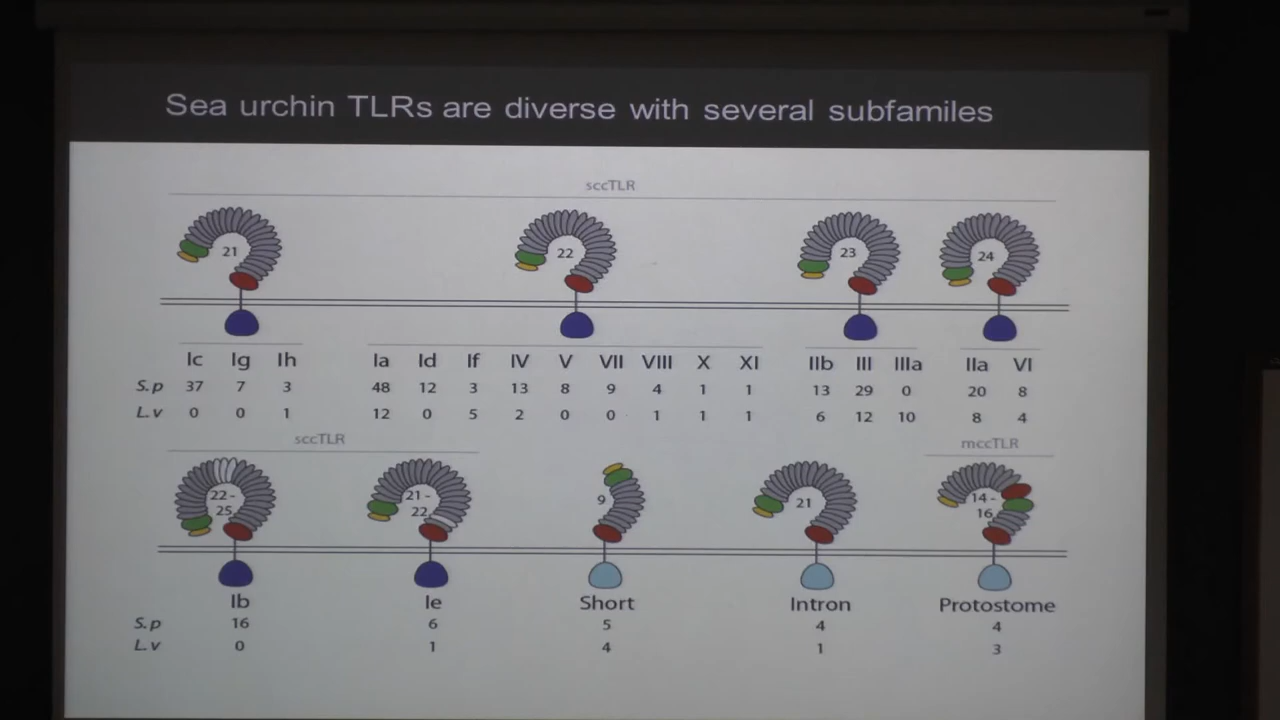 Sea urchin TLRs are diverse with several subfamiles
sccTLR
21 22 23 24
Ic Ig Ih Ia Id If IV V VII VIII X XI IIb III IIIa IIa VI
S.p 37 7 3 48 12 3 13 8 9 4 1 1 13 29 0 20 8
L.v 0 0 1 12 0 5 2 0 0 1 1 1 6 12 10 8 4
sccTLR mccTLR
22 - 21 - 9 21 14 -
25 22 16
Ib Ie Short Intron Protostome
S.p 16 6 5 4 4
L.v 0 1 4 1 3